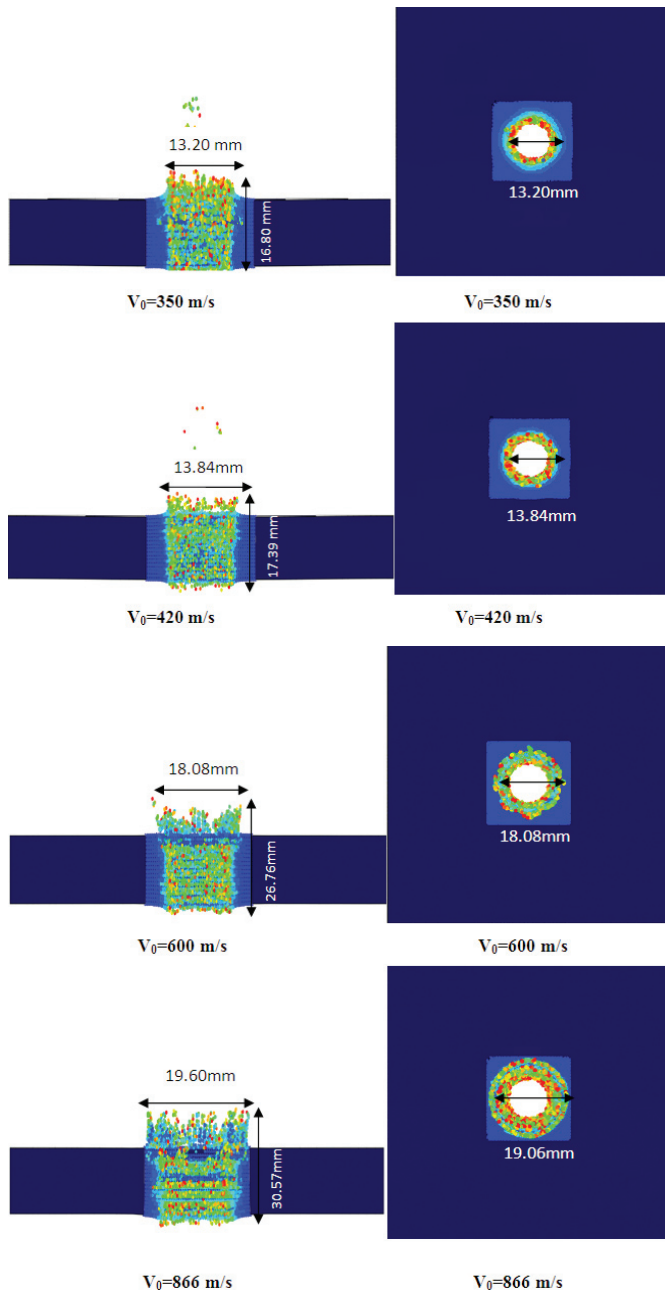 13.20 mm
16.80 mm
13.20mm
V₀=350 m/s
V₀=350 m/s
13.84mm
17.39 mm
13.84mm
V₀=420 m/s
V₀=420 m/s
18.08mm
26.76mm
18.08mm
V₀=600 m/s
V₀=600 m/s
19.60mm
30.57mm
19.06mm
V₀=866 m/s
V₀=866 m/s